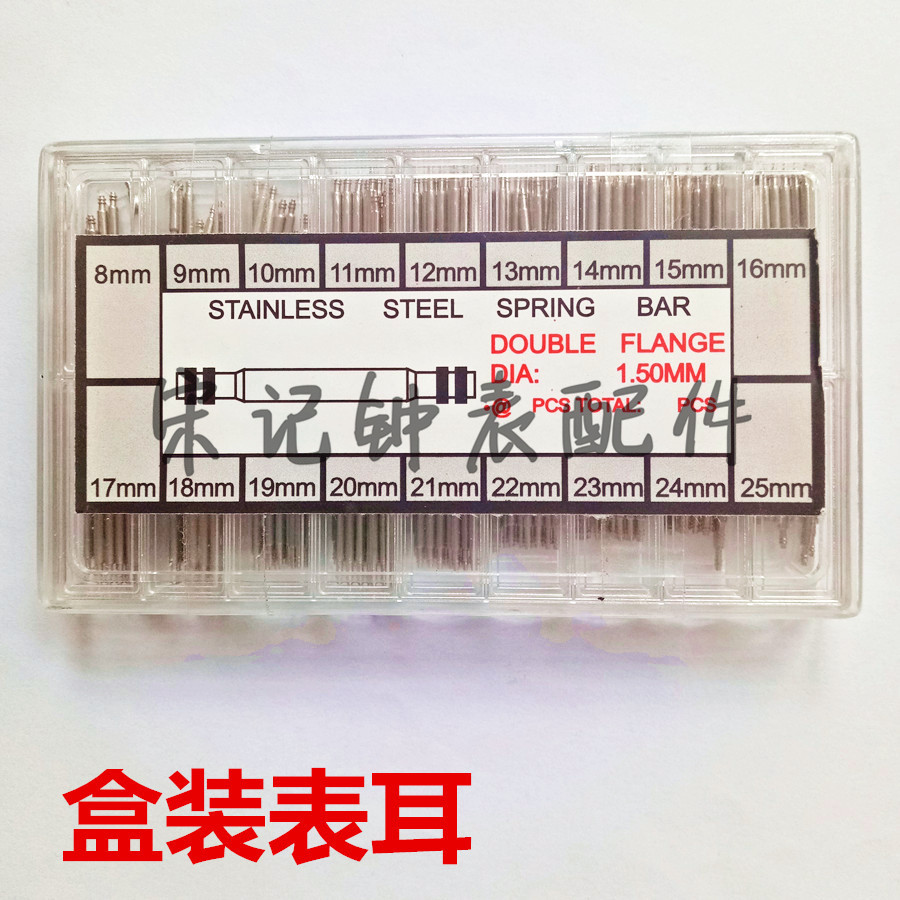 8mm 9mm 10mm 11mm 12mm 13mm 14mm 15mm 16mm
STAINLESS STEEL SPRING BAR
DOUBLE FLANGE
DIA: 1.50MM
·@ PCS TOTAL: PCS
宋记钟表配件
17mm 18mm 19mm 20mm 21mm 22mm 23mm 24mm 25mm
盒装表耳